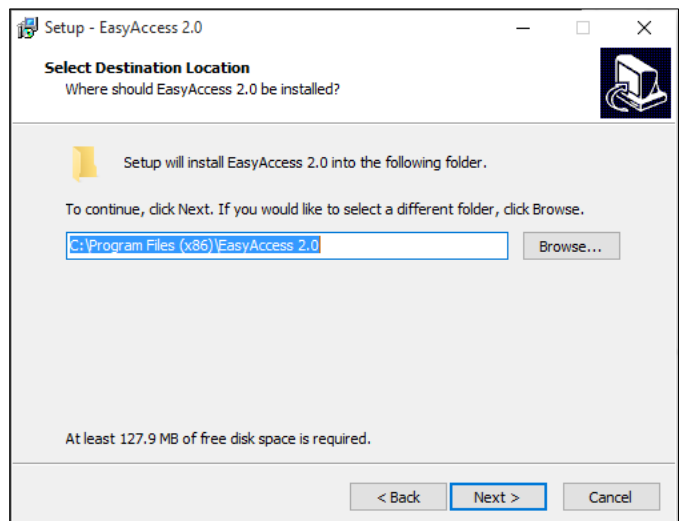 Setup - EasyAccess 2.0
Select Destination Location
Where should EasyAccess 2.0 be installed?
Setup will install EasyAccess 2.0 into the following folder.
To continue, click Next. If you would like to select a different folder, click Browse.
C:\Program Files (x86)\EasyAccess 2.0
Browse...
At least 127.9 MB of free disk space is required.
< Back
Next >
Cancel